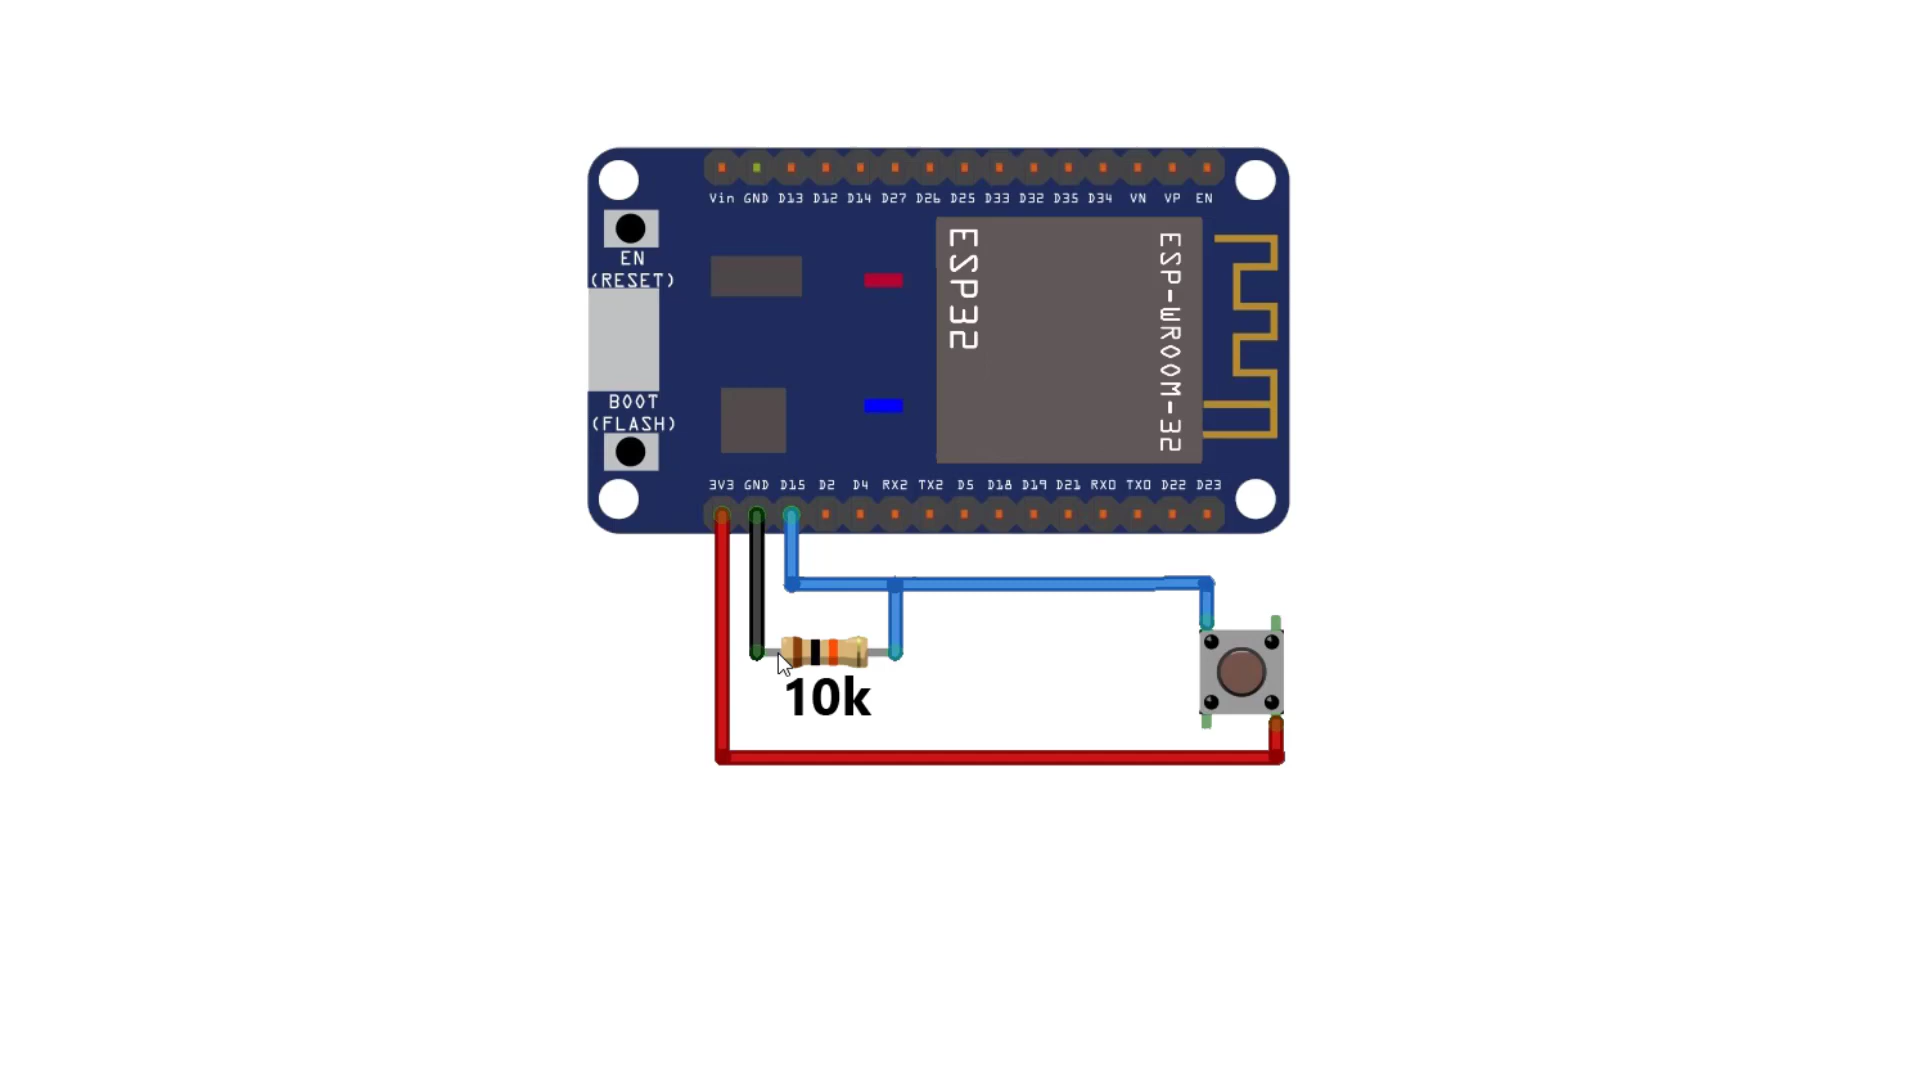 Vin GND D13 D12 D14 D27 D26 D25 D33 D32 D35 D34 VN VP EN
EN
(RESET)
ESP32
ESP-WROOM-32
BOOT
(FLASH)
3V3 GND D15 D2 D4 RX2 TX2 D5 D18 D19 D21 RX0 TX0 D22 D23
10k